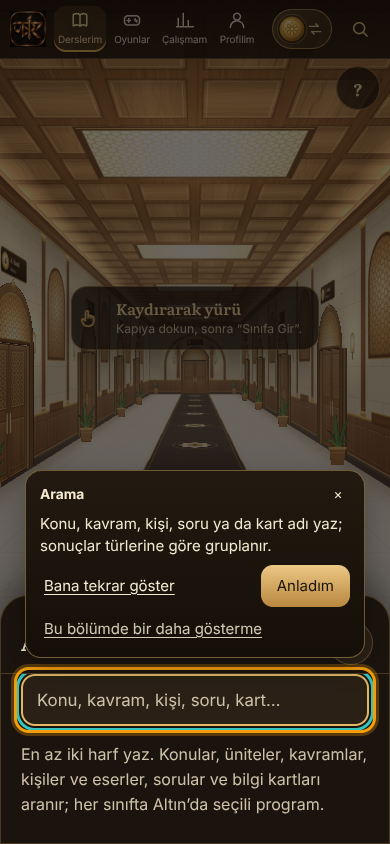 Derslerim
Oyunlar
Çalışmam
Profilim
?
Kaydırarak yürü
Kapıya dokun, sonra “Sınıfa Gir”.
Arama
×
Konu, kavram, kişi, soru ya da kart adı yaz;
sonuçlar türlerine göre gruplanır.
Bana tekrar göster
Anladım
Bu bölümde bir daha gösterme
Konu, kavram, kişi, soru, kart...
En az iki harf yaz. Konular, üniteler, kavramlar,
kişiler ve eserler, sorular ve bilgi kartları
aranır; her sınıfta Altın’da seçili program.